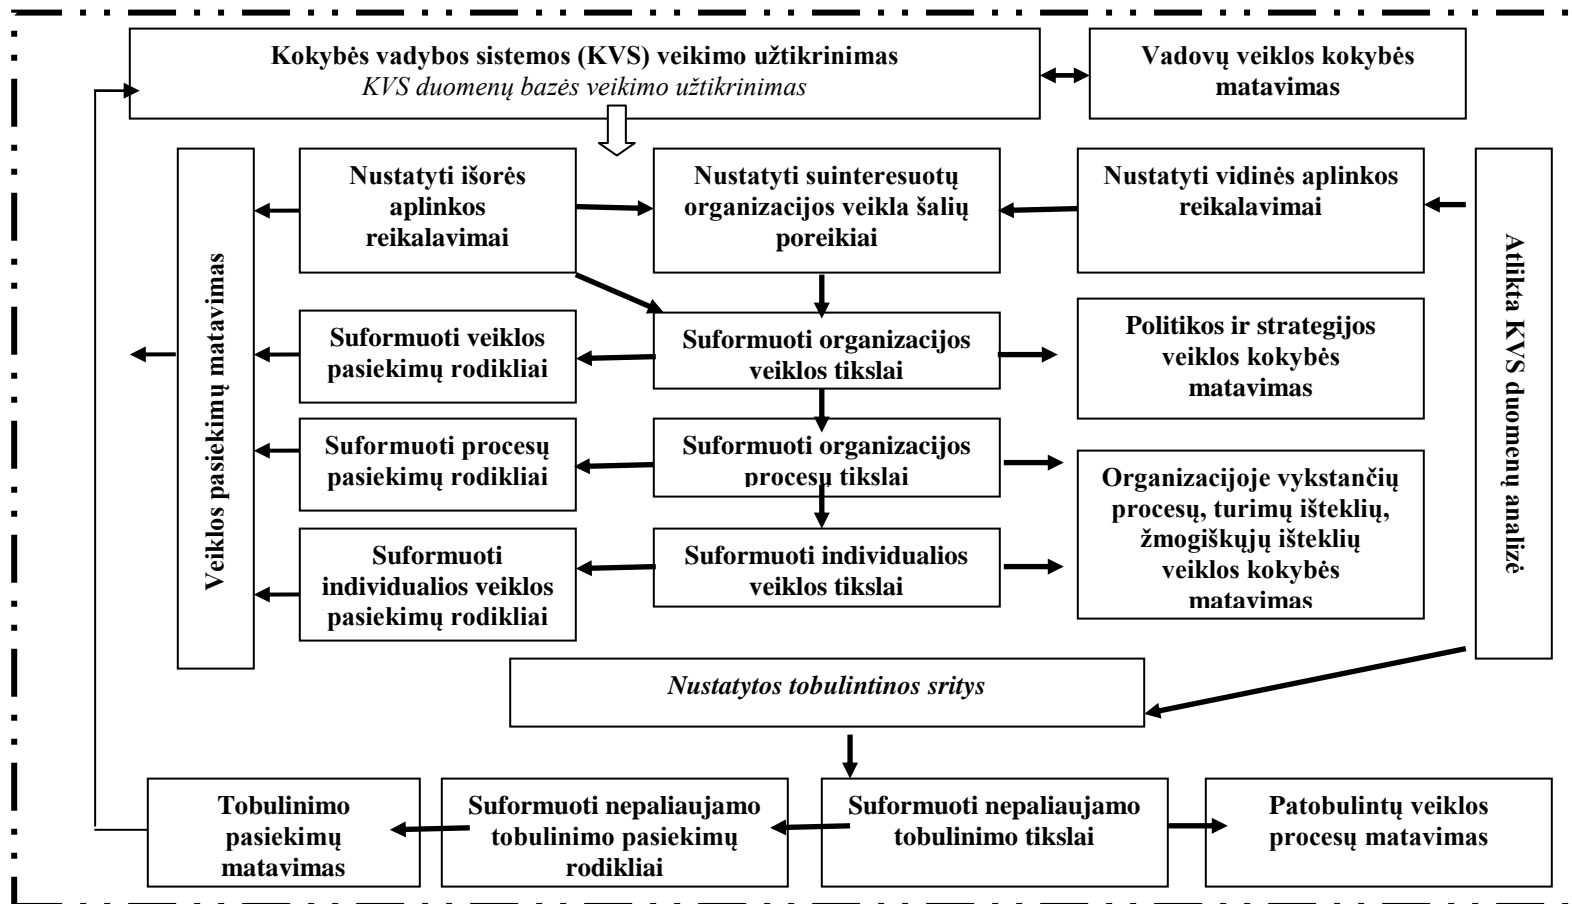 Kokybės vadybos sistemos (KVS) veikimo užtikrinimas
KVS duomenų bazės veikimo užtikrinimas
Vadovų veiklos kokybės
matavimas
Veiklos pasiekimų matavimas
Nustatyti išorės
aplinkos
reikalavimai
Nustatyti suinteresuotų
organizacijos veikla šalių
poreikiai
Nustatyti vidinės aplinkos
reikalavimai
Atlikta KVS duomenų analizė
Suformuoti veiklos
pasiekimų rodikliai
Suformuoti organizacijos
veiklos tikslai
Politikos ir strategijos
veiklos kokybės
matavimas
Suformuoti procesų
pasiekimų rodikliai
Suformuoti organizacijos
procesų tikslai
Organizacijoje vykstančių
procesų, turimų išteklių,
žmogiškųjų išteklių
veiklos kokybės
matavimas
Suformuoti
individualios veiklos
pasiekimų rodikliai
Suformuoti individualios
veiklos tikslai
Nustatytos tobulintinos sritys
Tobulinimo
pasiekimų
matavimas
Suformuoti nepaliaujamo
tobulinimo pasiekimų
rodikliai
Suformuoti nepaliaujamo
tobulinimo tikslai
Patobulintų veiklos
procesų matavimas